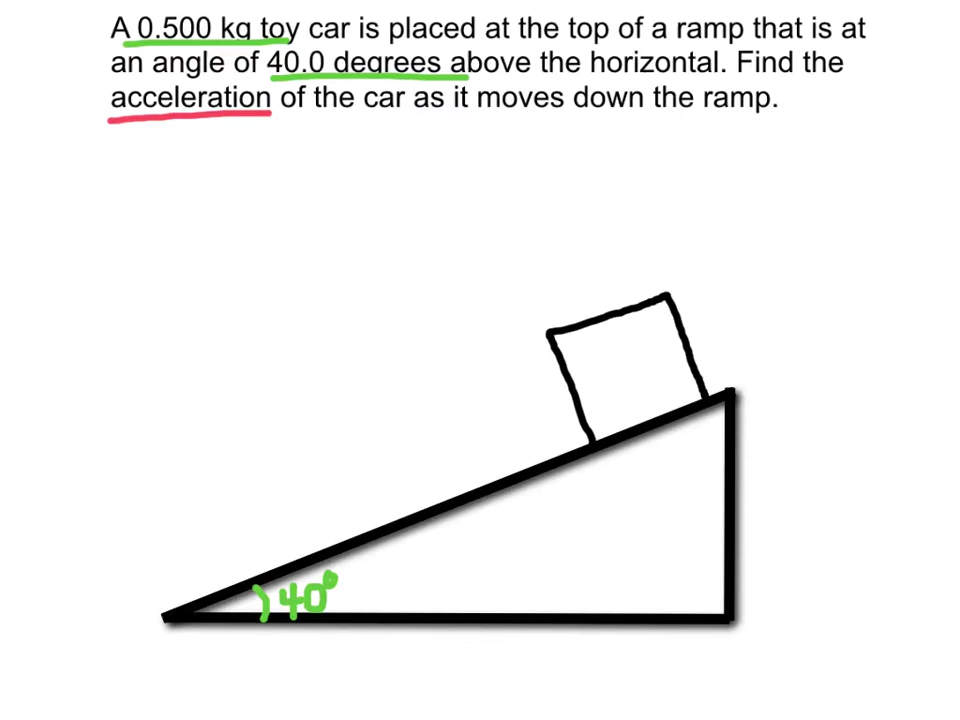 A 0.500 kg toy car is placed at the top of a ramp that is at
an angle of 40.0 degrees above the horizontal. Find the
acceleration of the car as it moves down the ramp.
40°